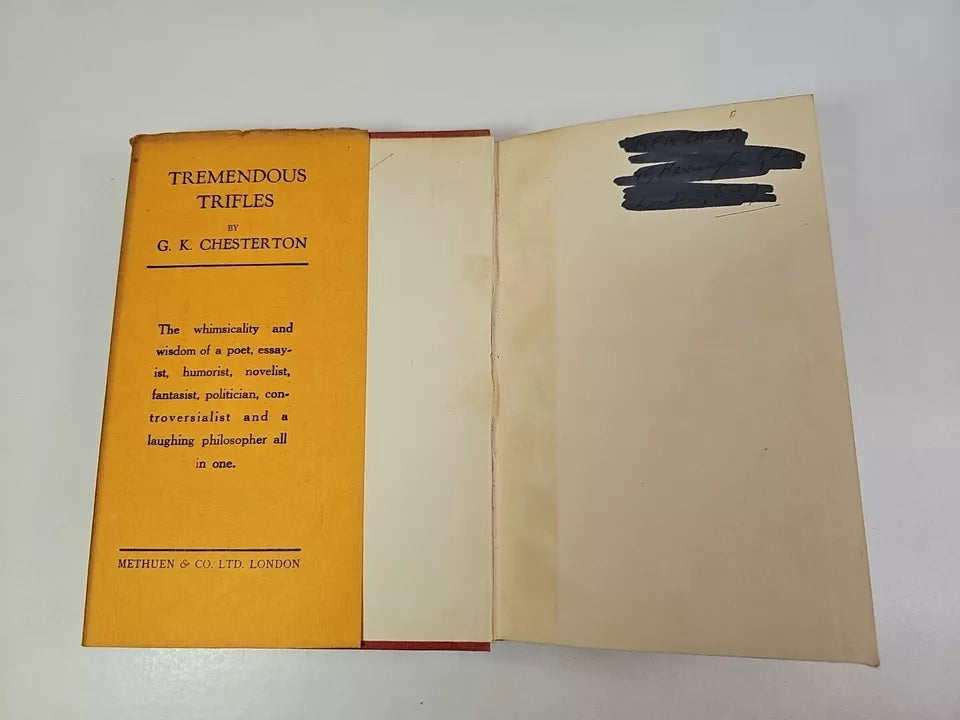 TREMENDOUS
TRIFLES
BY
G. K. CHESTERTON
The whimsicality and
wisdom of a poet, essay-
ist, humorist, novelist,
fantasist, politician, con-
troversialist and a
laughing philosopher all
in one.
METHUEN & CO. LTD. LONDON